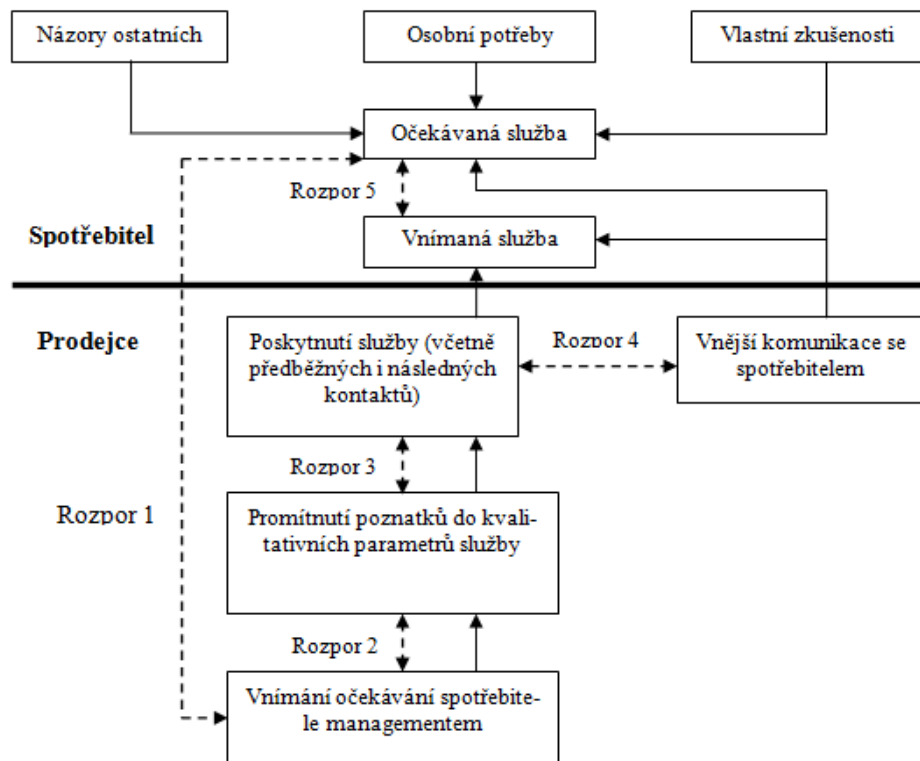 Názory ostatních
Osobní potřeby
Vlastní zkušenosti
Očekávaná služba
Rozpor 5
Spotřebitel
Vnímaná služba
Prodejce
Poskytnutí služby (včetně
předběžných i následných
kontaktů)
Rozpor 4
Vnější komunikace se
spotřebitelem
Rozpor 3
Rozpor 1
Promítnutí poznatků do kvali-
tativních parametrů služby
Rozpor 2
Vnímání očekávání spotřebite-
le managementem